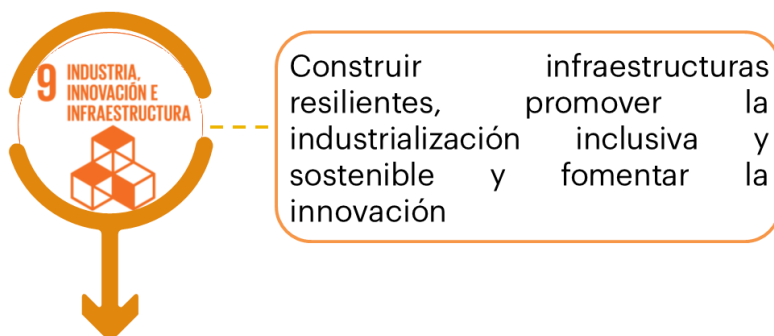 9 INDUSTRIA,
INNOVACIÓN E
INFRAESTRUCTURA
Construir infraestructuras
resilientes, promover la
industrialización inclusiva y
sostenible y fomentar la
innovación